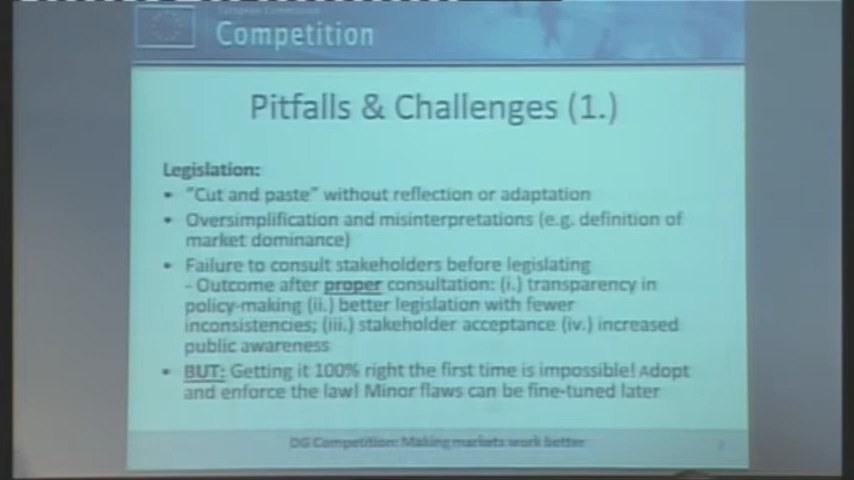 Competition
Pitfalls & Challenges (1.)
Legislation:
• "Cut and paste" without reflection or adaptation
• Oversimplification and misinterpretations (e.g. definition of
market dominance)
• Failure to consult stakeholders before legislating
- Outcome after proper consultation: (i.) transparency in
policy-making (ii.) better legislation with fewer
inconsistencies; (iii.) stakeholder acceptance (iv.) increased
public awareness
• BUT: Getting it 100% right the first time is impossible! Adopt
and enforce the law! Minor flaws can be fine-tuned later
DG Competition: Making markets work better